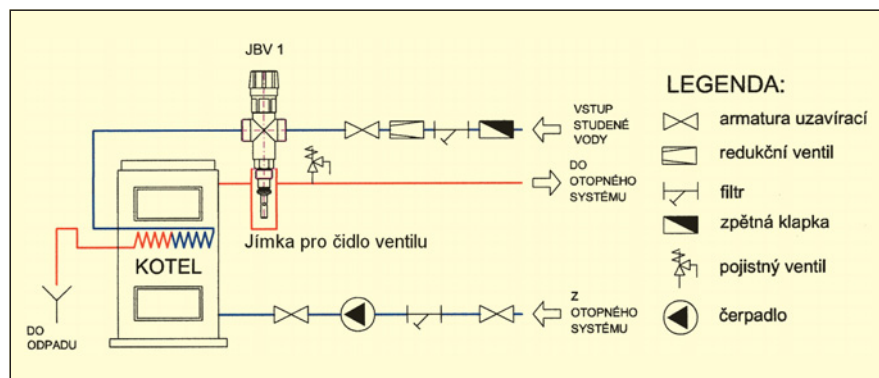 JBV 1
VSTUP
STUDENÉ
VODY
DO
OTOPNÉHO
SYSTÉMU
Jímka pro čidlo ventilu
KOTEL
DO
ODPADU
Z
OTOPNÉHO
SYSTÉMU
LEGENDA:
armatura uzavírací
redukční ventil
filtr
zpětná klapka
pojistný ventil
čerpadlo